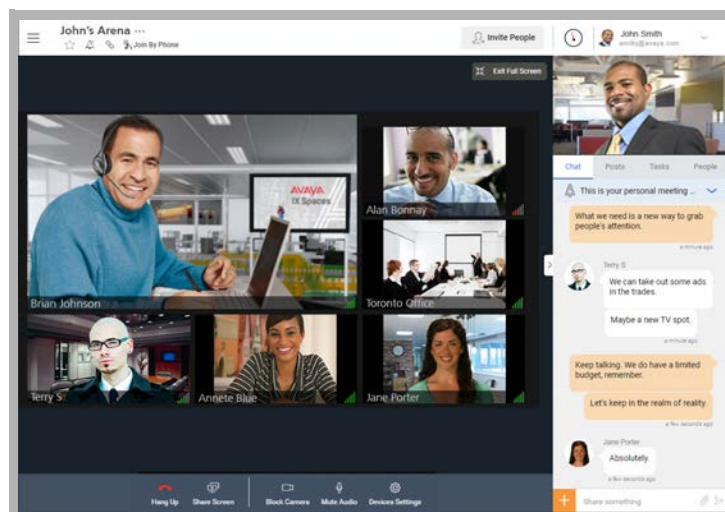 John's Arena ...
Join By Phone
Invite People
John Smith
smithj@avaya.com
Exit Full Screen
AVAYA
IX Spaces
Brian Johnson
Alan Bonnay
Toronto Office
Terry S
Annete Blue
Jane Porter
Hang Up
Share Screen
Block Camera
Mute Audio
Devices Settings
Chat
Posts
Tasks
People
This is your personal meeting ...
What we need is a new way to grab
people's attention.
a minute ago
Terry S
We can take out some ads
in the trades.
Maybe a new TV spot.
a minute ago
Keep talking. We do have a limited
budget, remember.
Let's keep in the realm of reality.
a few seconds ago
Jane Porter
Absolutely.
a few seconds ago
Share something